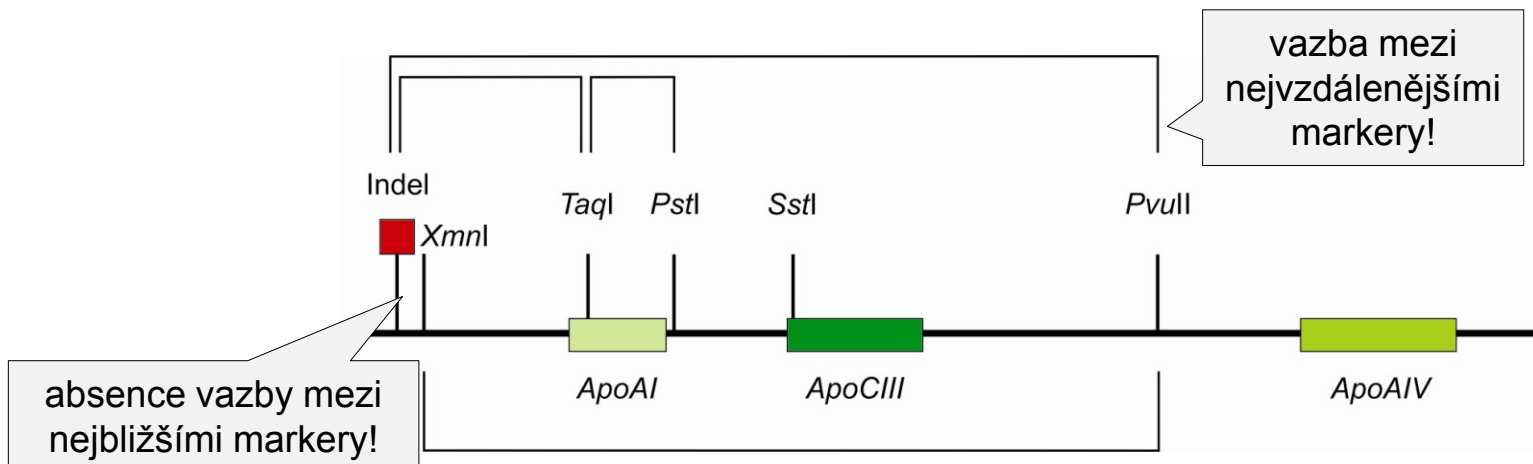 vazba mezi
nejvzdálenějšími
markery!
Indel
XmnI
TaqI
PstI
SstI
PvuII
absence vazby mezi
nejbližšími markery!
ApoAI
ApoCIII
ApoAIV